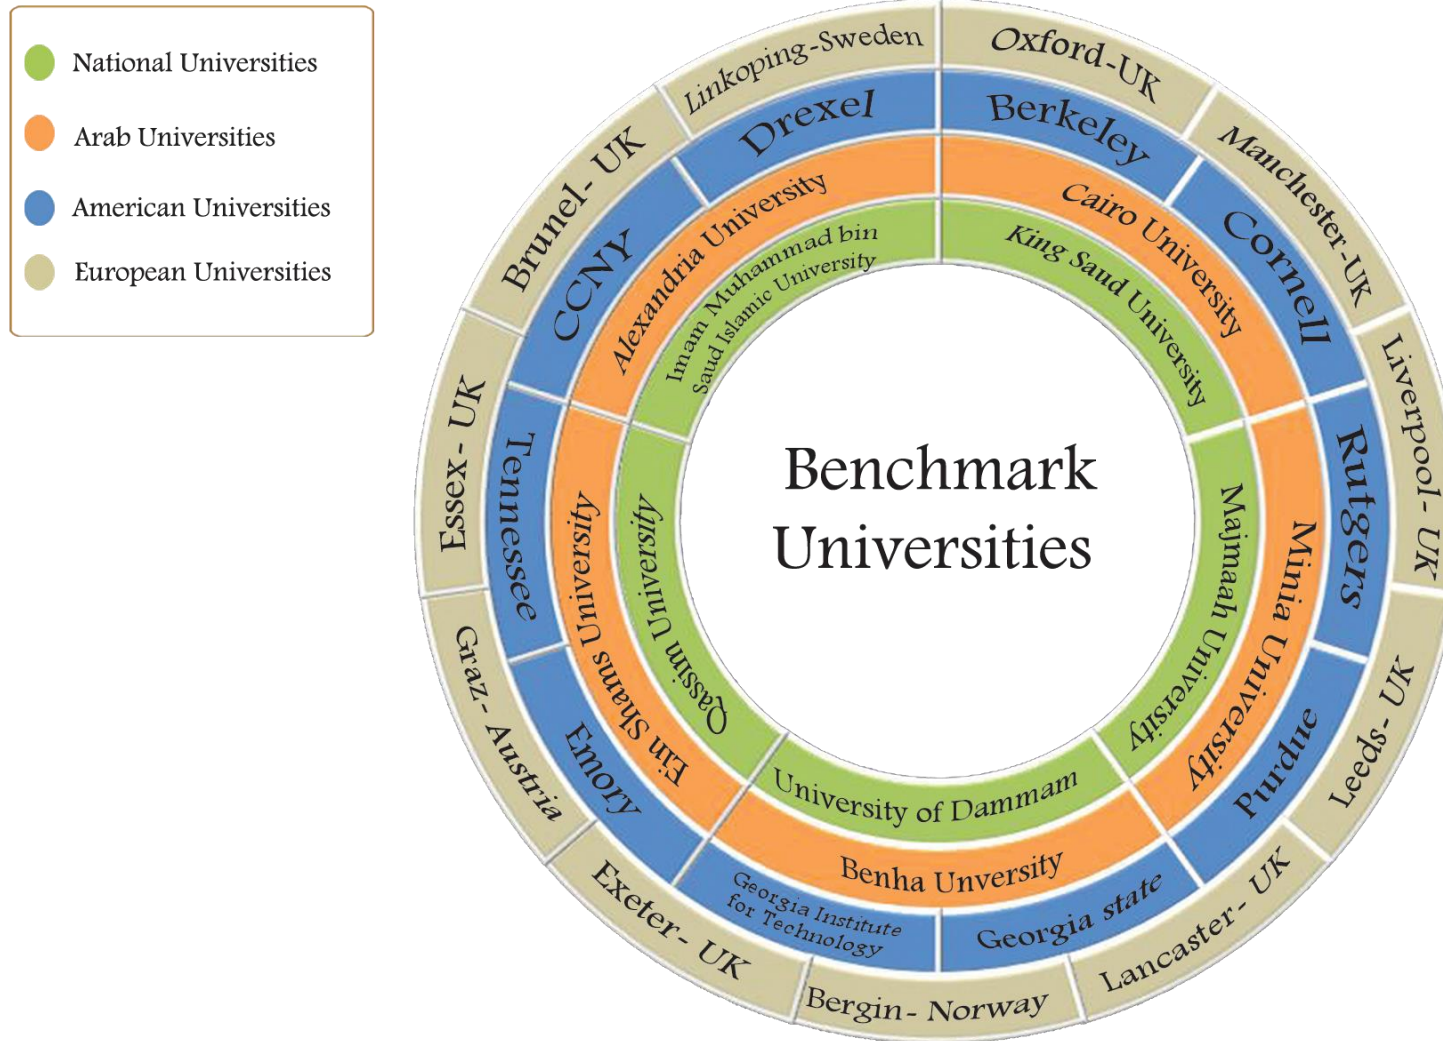 National Universities
Arab Universities
American Universities
European Universities
Benchmark
Universities
Oxford-UK
Manchester-UK
Liverpool- UK
Leeds- UK
Lancaster- UK
Bergin- Norway
Exeter- UK
Graz- Austria
Essex- UK
Brunel- UK
Linkoping-Sweden
Berkeley
Cornell
Rutgers
Purdue
Georgia state
Georgia Institute
for Technology
Emory
Tennessee
CCNY
Drexel
Cairo University
Minia University
Benha Unversity
Ein Shams University
Alexandria University
King Saud University
Majmaah University
University of Dammam
Qassim University
Imam Muhammad bin
Saud Islamic University